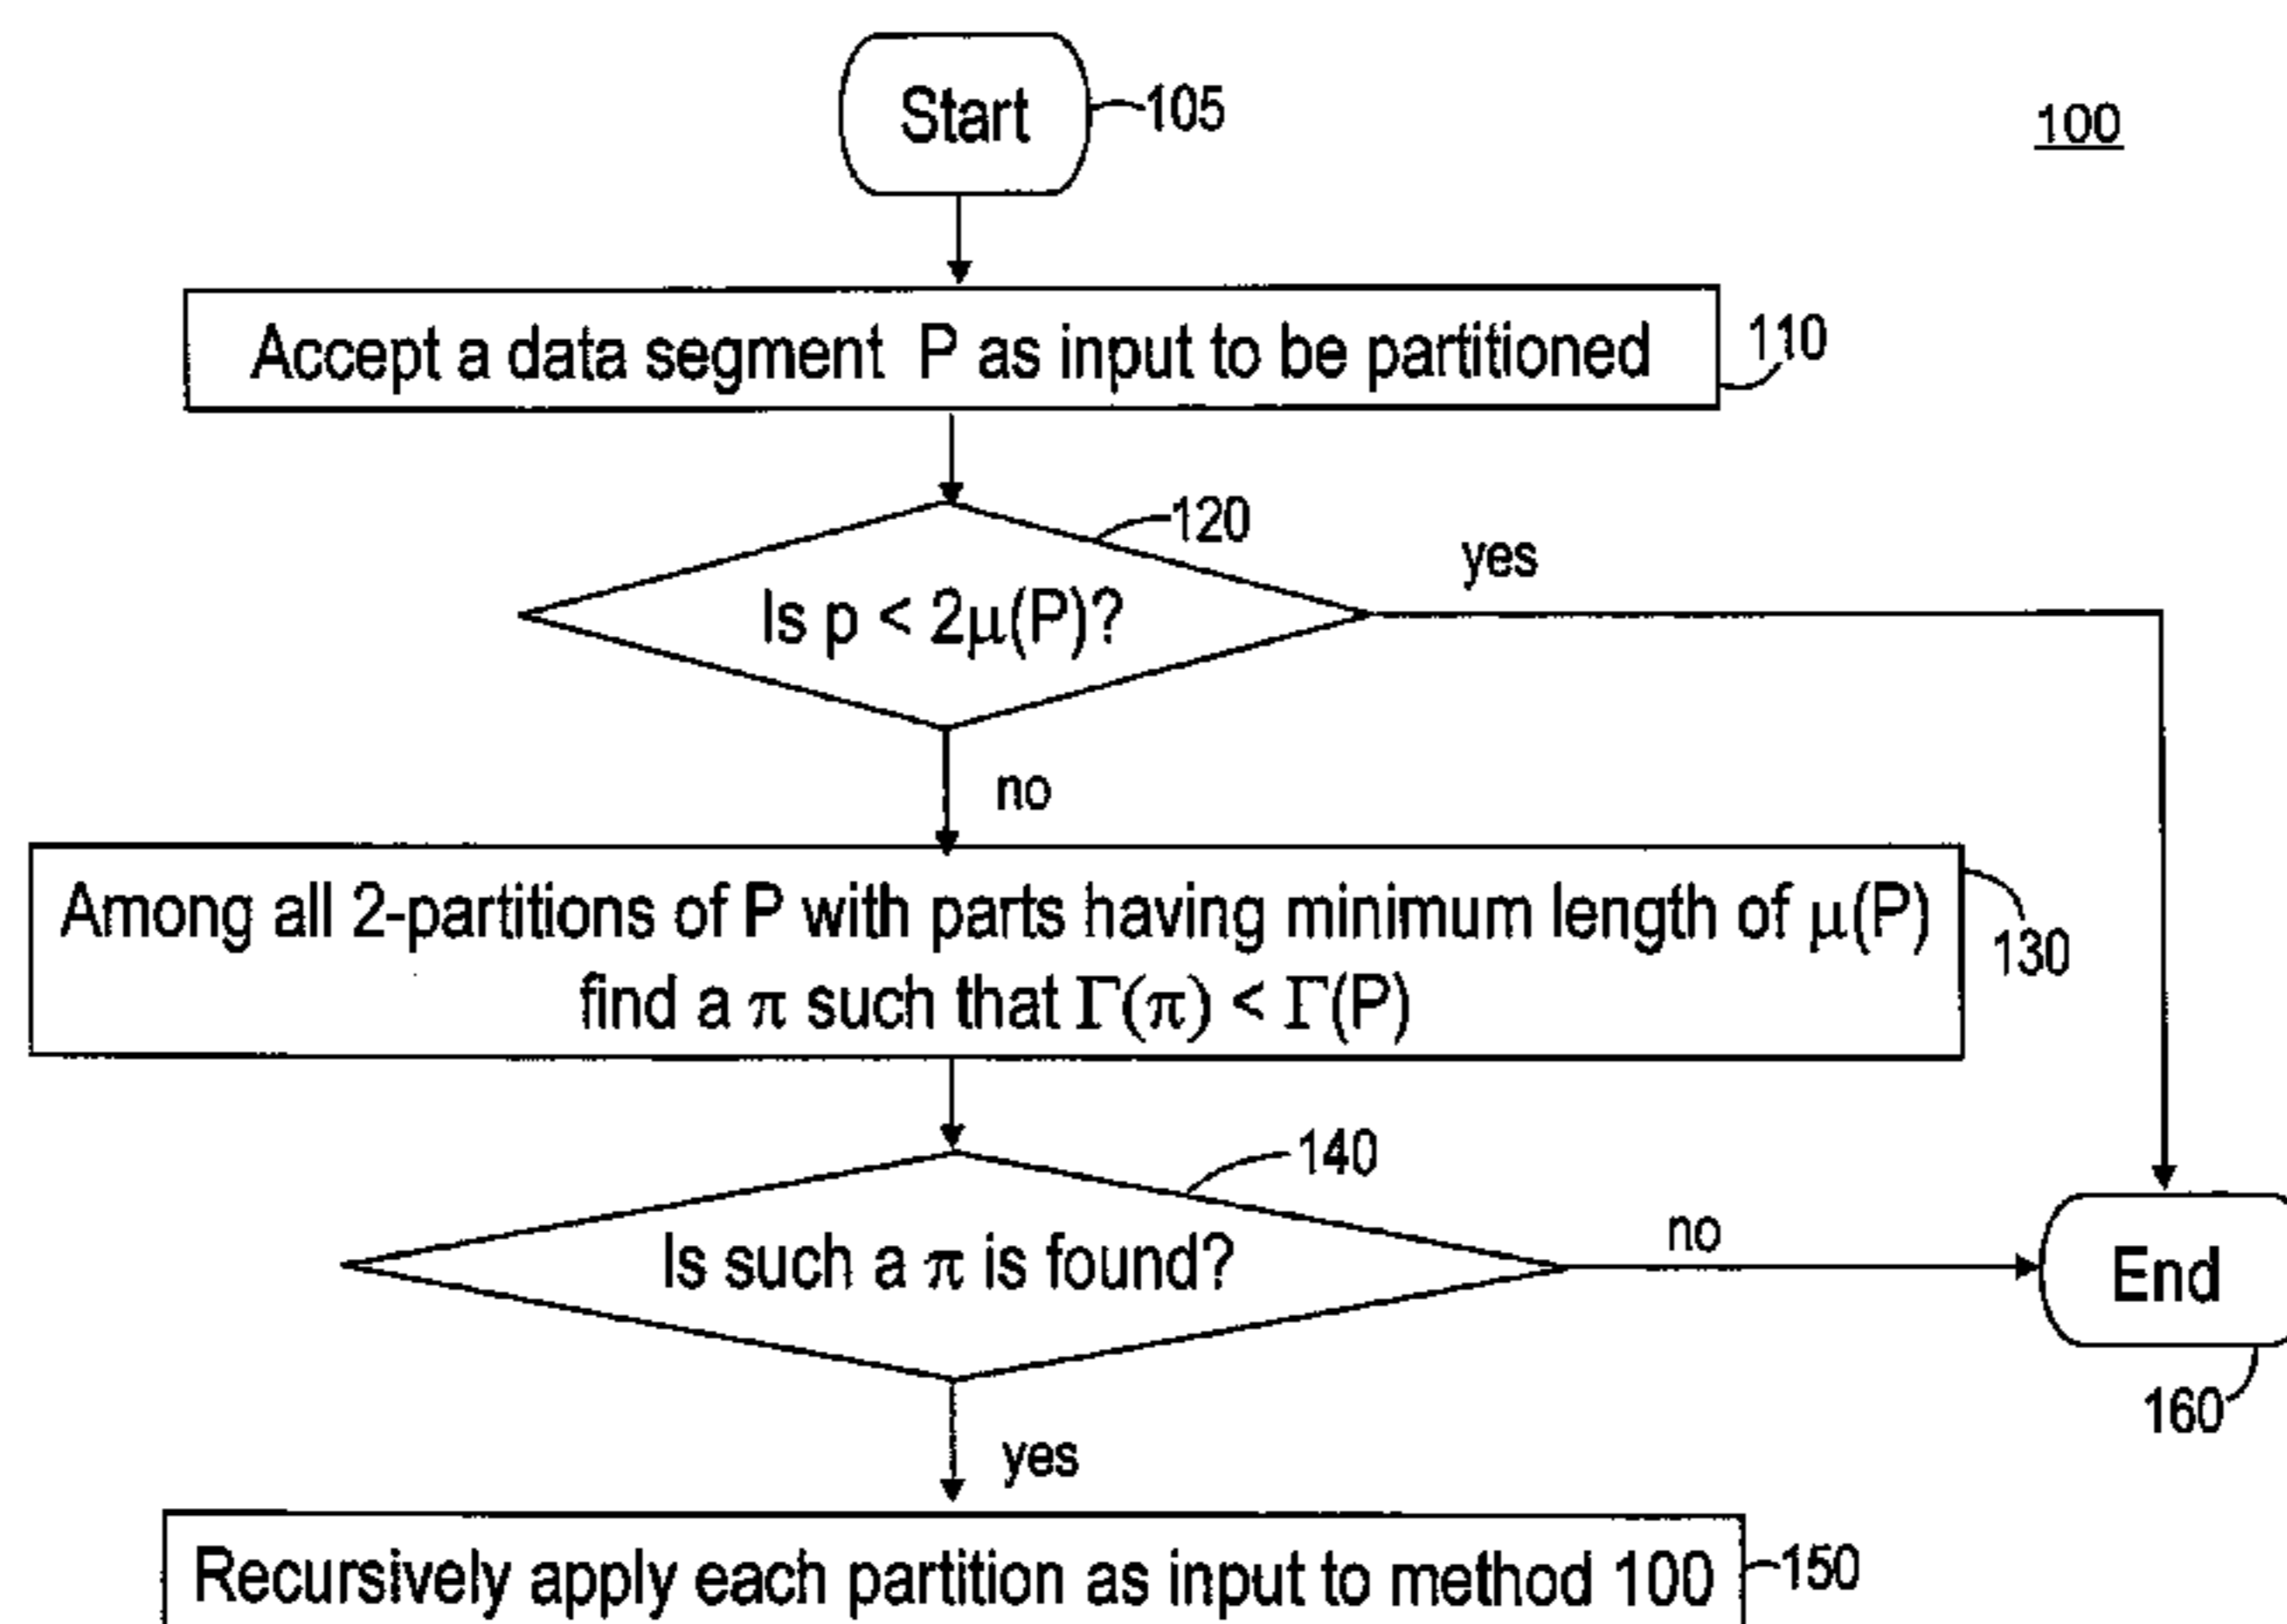 Start
105
100
Accept a data segment P as input to be partitioned
110
120
Is p < 2μ(P)?
yes
no
Among all 2-partitions of P with parts having minimum length of μ(P)
find a π such that Γ(π) < Γ(P)
130
140
Is such a π is found?
no
End
160
yes
Recursively apply each partition as input to method 100
150